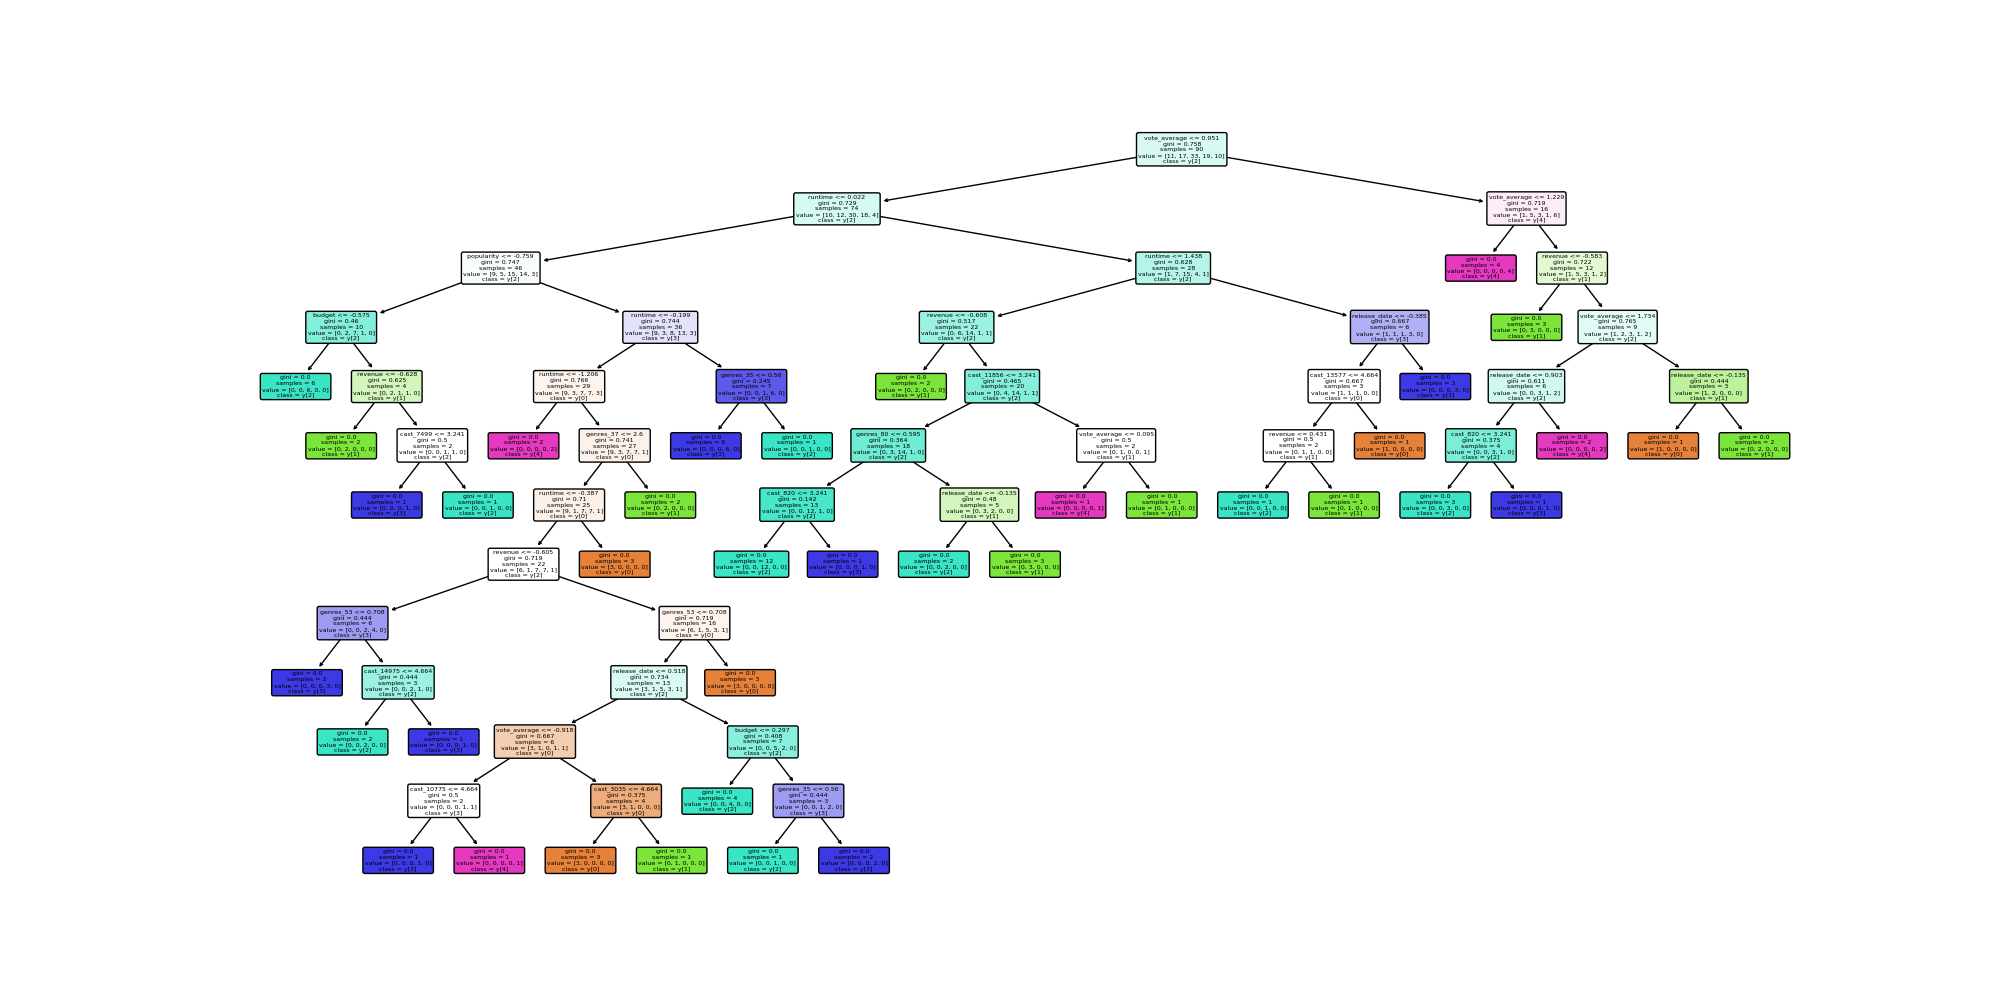 vote_average <= 0.951
gini = 0.758
samples = 90
value = [11, 17, 33, 19, 10]
class = y[2]
runtime <= 0.022
gini = 0.729
samples = 74
value = [10, 12, 30, 18, 4]
class = y[2]
vote_average <= 1.229
gini = 0.719
samples = 16
value = [1, 5, 3, 1, 6]
class = y[4]
popularity <= -0.759
gini = 0.747
samples = 46
value = [9, 5, 15, 14, 3]
class = y[2]
runtime <= 1.438
gini = 0.628
samples = 28
value = [1, 7, 15, 4, 1]
class = y[2]
gini = 0.0
samples = 4
value = [0, 0, 0, 0, 4]
class = y[4]
revenue <= -0.583
gini = 0.722
samples = 12
value = [1, 5, 3, 1, 2]
class = y[1]
budget <= -0.575
gini = 0.46
samples = 10
value = [0, 2, 7, 1, 0]
class = y[2]
runtime <= -0.199
gini = 0.744
samples = 36
value = [9, 3, 8, 13, 3]
class = y[3]
revenue <= -0.608
gini = 0.517
samples = 22
value = [0, 6, 14, 1, 1]
class = y[2]
release_date <= -0.385
gini = 0.667
samples = 6
value = [1, 1, 1, 3, 0]
class = y[3]
gini = 0.0
samples = 3
value = [0, 3, 0, 0, 0]
class = y[1]
vote_average <= 1.734
gini = 0.765
samples = 9
value = [1, 2, 3, 1, 2]
class = y[2]
gini = 0.0
samples = 6
value = [0, 0, 6, 0, 0]
class = y[2]
revenue <= -0.628
gini = 0.625
samples = 4
value = [0, 2, 1, 1, 0]
class = y[1]
runtime <= -1.206
gini = 0.766
samples = 29
value = [9, 3, 7, 7, 3]
class = y[0]
genres_35 <= 0.56
gini = 0.245
samples = 7
value = [0, 0, 1, 6, 0]
class = y[3]
gini = 0.0
samples = 2
value = [0, 2, 0, 0, 0]
class = y[1]
cast_11856 <= 3.241
gini = 0.465
samples = 20
value = [0, 4, 14, 1, 1]
class = y[2]
cast_13577 <= 4.664
gini = 0.667
samples = 3
value = [1, 1, 1, 0, 0]
class = y[0]
gini = 0.0
samples = 3
value = [0, 0, 0, 3, 0]
class = y[3]
release_date <= 0.903
gini = 0.611
samples = 6
value = [0, 0, 3, 1, 2]
class = y[2]
release_date <= -0.135
gini = 0.444
samples = 3
value = [1, 2, 0, 0, 0]
class = y[1]
gini = 0.0
samples = 2
value = [0, 2, 0, 0, 0]
class = y[1]
cast_7499 <= 3.241
gini = 0.5
samples = 2
value = [0, 0, 1, 1, 0]
class = y[2]
gini = 0.0
samples = 2
value = [0, 0, 0, 0, 2]
class = y[4]
genres_37 <= 2.6
gini = 0.741
samples = 27
value = [9, 3, 7, 7, 1]
class = y[0]
gini = 0.0
samples = 6
value = [0, 0, 0, 6, 0]
class = y[3]
gini = 0.0
samples = 1
value = [0, 0, 1, 0, 0]
class = y[2]
genres_80 <= 0.595
gini = 0.364
samples = 18
value = [0, 3, 14, 1, 0]
class = y[2]
vote_average <= 0.095
gini = 0.5
samples = 2
value = [0, 1, 0, 0, 1]
class = y[1]
revenue <= 0.431
gini = 0.5
samples = 2
value = [0, 1, 1, 0, 0]
class = y[1]
gini = 0.0
samples = 1
value = [1, 0, 0, 0, 0]
class = y[0]
cast_820 <= 3.241
gini = 0.375
samples = 4
value = [0, 0, 3, 1, 0]
class = y[2]
gini = 0.0
samples = 2
value = [0, 0, 0, 0, 2]
class = y[4]
gini = 0.0
samples = 1
value = [1, 0, 0, 0, 0]
class = y[0]
gini = 0.0
samples = 2
value = [0, 2, 0, 0, 0]
class = y[1]
gini = 0.0
samples = 1
value = [0, 0, 0, 1, 0]
class = y[3]
gini = 0.0
samples = 1
value = [0, 0, 1, 0, 0]
class = y[2]
runtime <= -0.387
gini = 0.71
samples = 25
value = [9, 1, 7, 7, 1]
class = y[0]
gini = 0.0
samples = 2
value = [0, 2, 0, 0, 0]
class = y[1]
cast_820 <= 3.241
gini = 0.142
samples = 13
value = [0, 0, 12, 1, 0]
class = y[2]
release_date <= -0.135
gini = 0.48
samples = 5
value = [0, 3, 2, 0, 0]
class = y[1]
gini = 0.0
samples = 1
value = [0, 0, 0, 0, 1]
class = y[4]
gini = 0.0
samples = 1
value = [0, 1, 0, 0, 0]
class = y[1]
gini = 0.0
samples = 1
value = [0, 0, 1, 0, 0]
class = y[2]
gini = 0.0
samples = 1
value = [0, 1, 0, 0, 0]
class = y[1]
gini = 0.0
samples = 3
value = [0, 0, 3, 0, 0]
class = y[2]
gini = 0.0
samples = 1
value = [0, 0, 0, 1, 0]
class = y[3]
revenue <= -0.605
gini = 0.719
samples = 22
value = [6, 1, 7, 7, 1]
class = y[2]
gini = 0.0
samples = 3
value = [3, 0, 0, 0, 0]
class = y[0]
gini = 0.0
samples = 12
value = [0, 0, 12, 0, 0]
class = y[2]
gini = 0.0
samples = 1
value = [0, 0, 0, 1, 0]
class = y[3]
gini = 0.0
samples = 2
value = [0, 0, 2, 0, 0]
class = y[2]
gini = 0.0
samples = 3
value = [0, 3, 0, 0, 0]
class = y[1]
genres_53 <= 0.708
gini = 0.444
samples = 6
value = [0, 0, 2, 4, 0]
class = y[3]
genres_53 <= 0.708
gini = 0.719
samples = 16
value = [6, 1, 5, 3, 1]
class = y[0]
gini = 0.0
samples = 3
value = [0, 0, 0, 3, 0]
class = y[3]
cast_14975 <= 4.664
gini = 0.444
samples = 3
value = [0, 0, 2, 1, 0]
class = y[2]
release_date <= 0.518
gini = 0.734
samples = 13
value = [3, 1, 5, 3, 1]
class = y[2]
gini = 0.0
samples = 3
value = [3, 0, 0, 0, 0]
class = y[0]
gini = 0.0
samples = 2
value = [0, 0, 2, 0, 0]
class = y[2]
gini = 0.0
samples = 1
value = [0, 0, 0, 1, 0]
class = y[3]
vote_average <= -0.918
gini = 0.667
samples = 6
value = [3, 1, 0, 1, 1]
class = y[0]
budget <= 0.297
gini = 0.408
samples = 7
value = [0, 0, 5, 2, 0]
class = y[2]
cast_10775 <= 4.664
gini = 0.5
samples = 2
value = [0, 0, 0, 1, 1]
class = y[3]
cast_3035 <= 4.664
gini = 0.375
samples = 4
value = [3, 1, 0, 0, 0]
class = y[0]
gini = 0.0
samples = 4
value = [0, 0, 4, 0, 0]
class = y[2]
genres_35 <= 0.56
gini = 0.444
samples = 3
value = [0, 0, 1, 2, 0]
class = y[3]
gini = 0.0
samples = 1
value = [0, 0, 0, 1, 0]
class = y[3]
gini = 0.0
samples = 1
value = [0, 0, 0, 0, 1]
class = y[4]
gini = 0.0
samples = 3
value = [3, 0, 0, 0, 0]
class = y[0]
gini = 0.0
samples = 1
value = [0, 1, 0, 0, 0]
class = y[1]
gini = 0.0
samples = 1
value = [0, 0, 1, 0, 0]
class = y[2]
gini = 0.0
samples = 2
value = [0, 0, 0, 2, 0]
class = y[3]